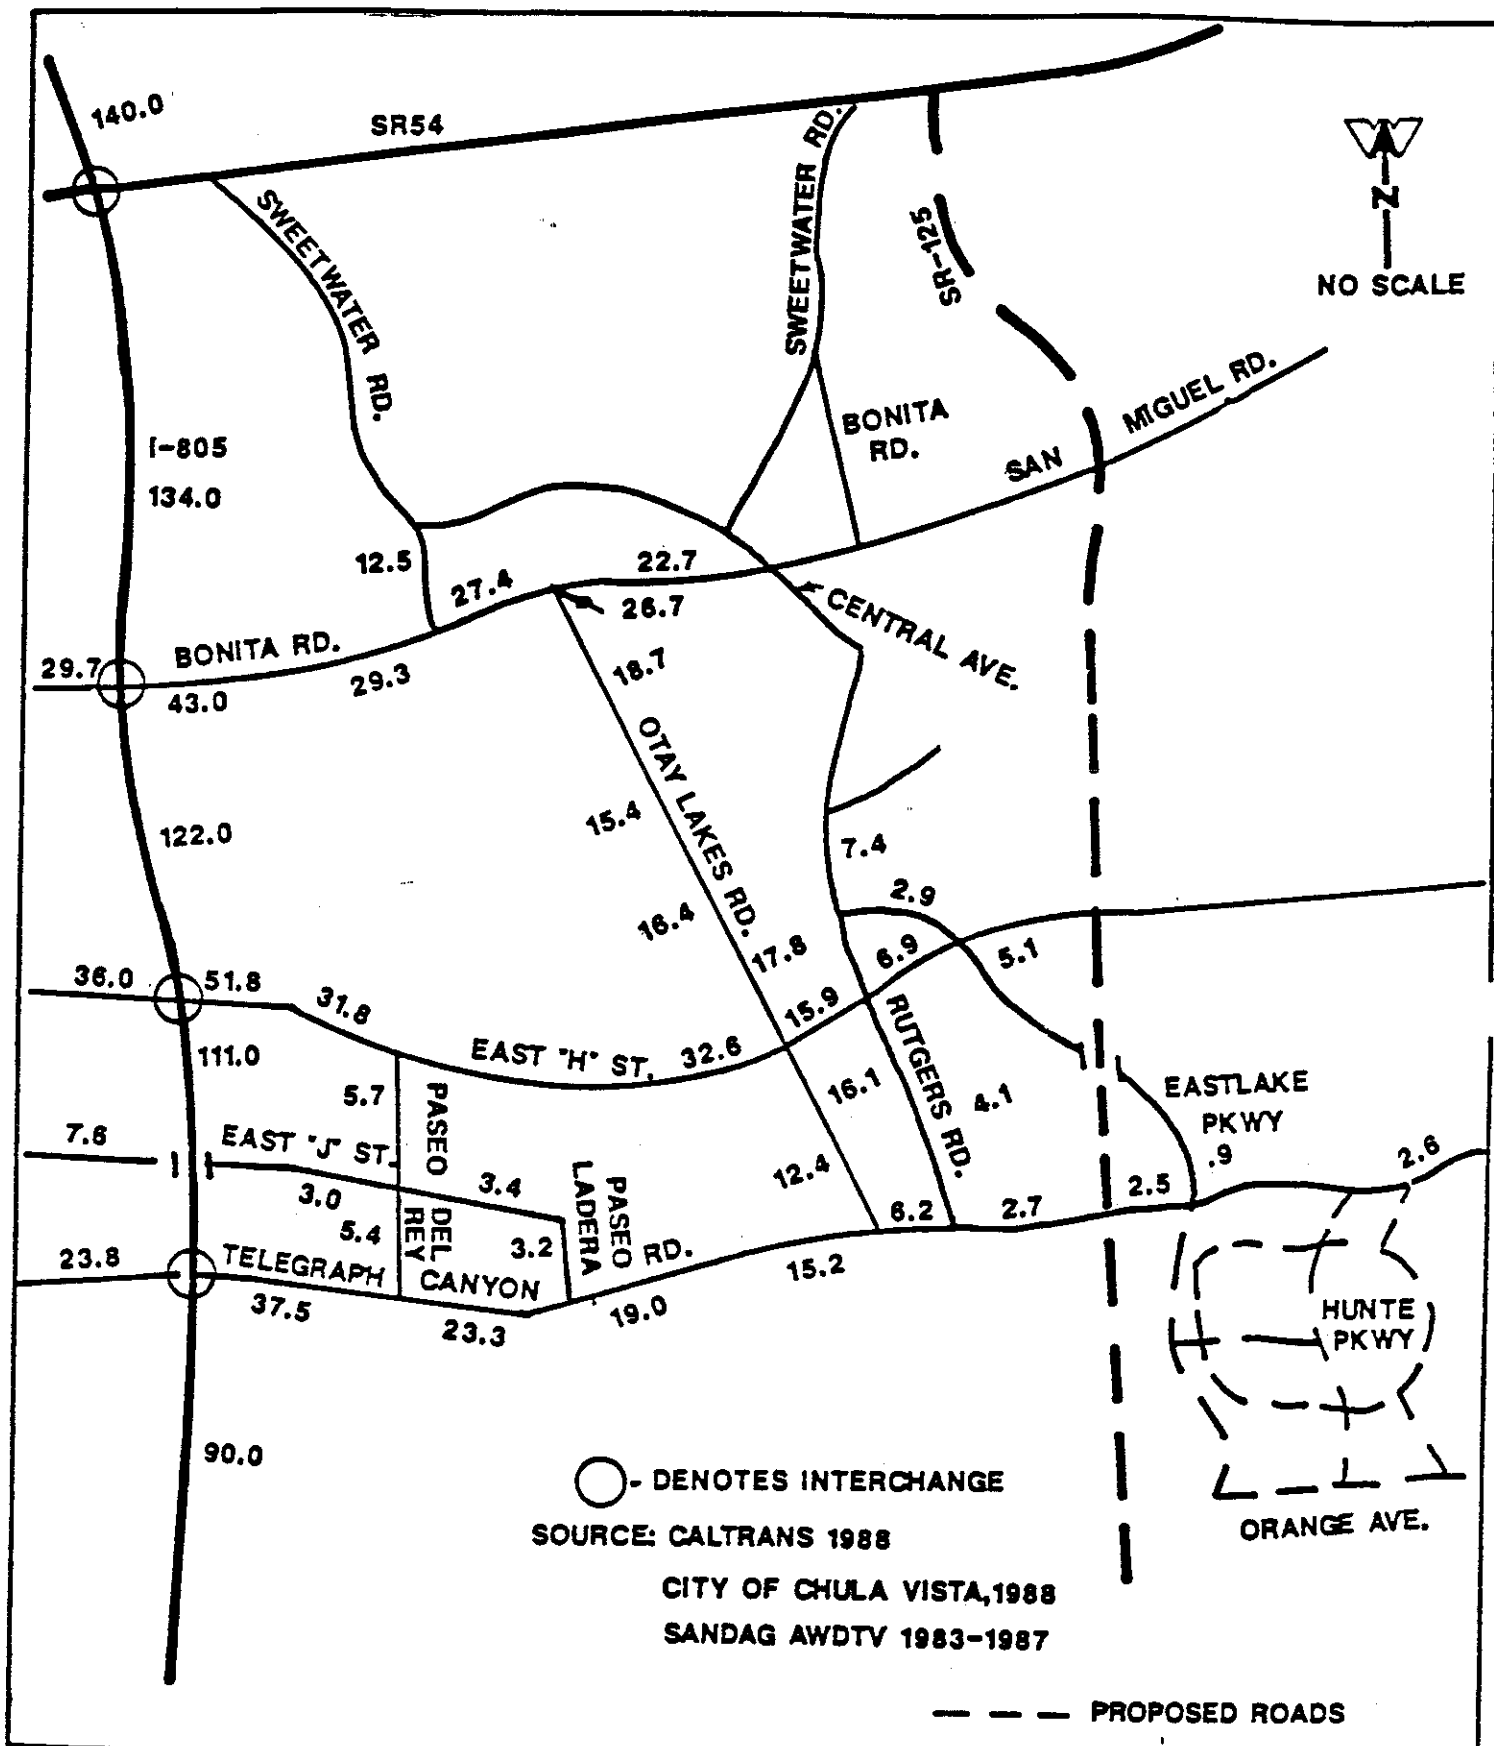 140.0
SR54
SWEETWATER RD.
SWEETWATER RD.
SR-125
N
NO SCALE
I-805
134.0
BONITA
RD.
SAN MIGUEL RD.
12.5
27.4
22.7
26.7
CENTRAL AVE.
29.7
BONITA RD.
43.0
29.3
18.7
OTAY LAKES RD.
122.0
15.4
7.4
16.4
2.9
17.8
6.9
5.1
36.0
51.8
31.8
15.9
111.0
EAST "H" ST.
32.6
RUTGERS RD.
5.7
PASEO
DEL
REY
16.1
4.1
EASTLAKE
PKWY
7.6
EAST "J" ST.
.9
2.6
3.0
3.4
PASEO
LADERA
12.4
2.5
5.4
3.2
6.2
2.7
23.8
TELEGRAPH CANYON RD.
15.2
37.5
23.3
19.0
HUNTE
PKWY
90.0
- DENOTES INTERCHANGE
SOURCE: CALTRANS 1988
CITY OF CHULA VISTA,1988
SANDAG AWDTV 1983-1987
ORANGE AVE.
PROPOSED ROADS